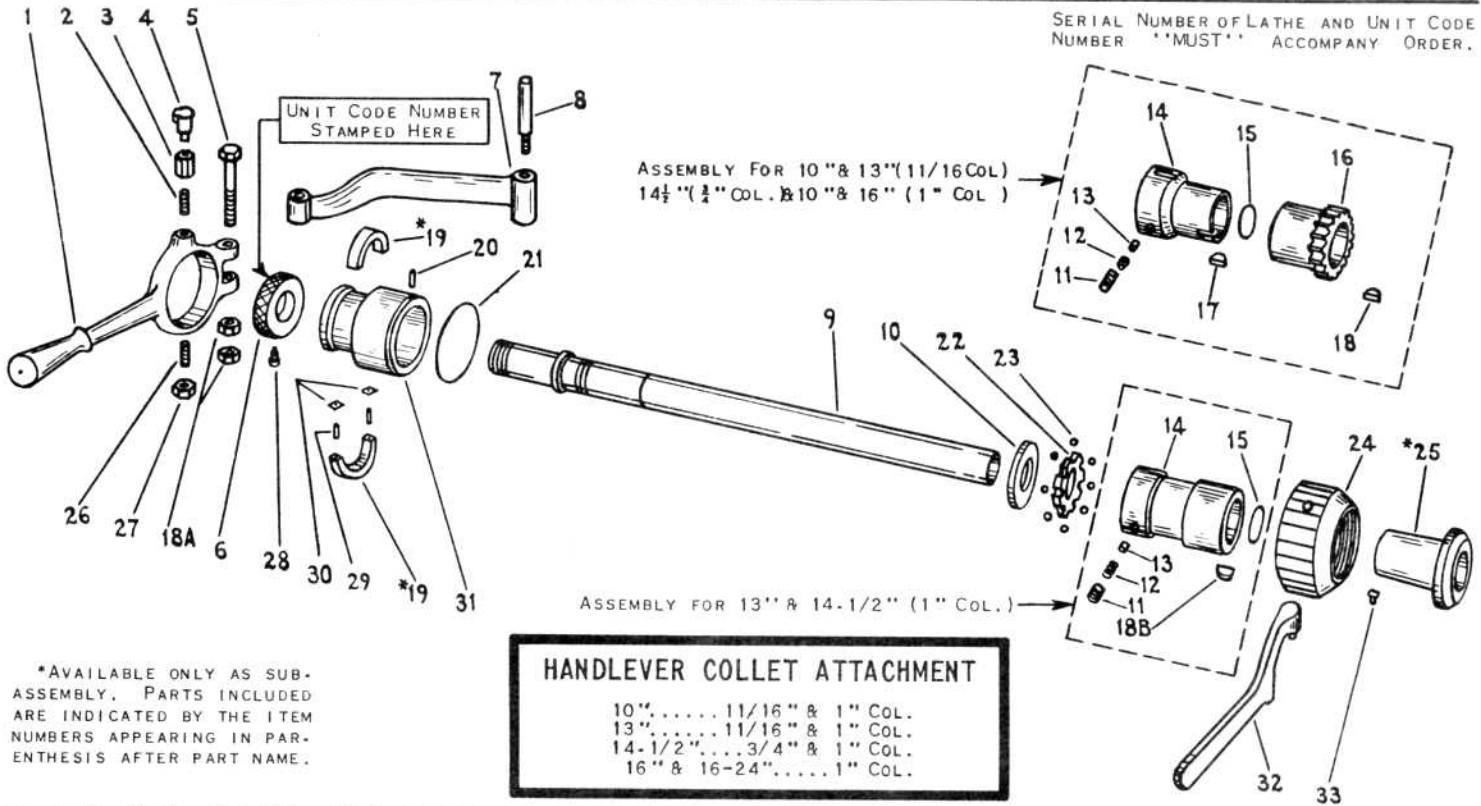 1 2 3 4 5
SERIAL NUMBER OF LATHE AND UNIT CODE
NUMBER ''MUST'' ACCOMPANY ORDER.
UNIT CODE NUMBER
STAMPED HERE
7
8
ASSEMBLY FOR 10"& 13"(11/16 COL)
14½"(¾" COL.)&10"& 16" (1" COL )
14
15
16
13
12
11
17
18
*19
20
21
9
10
22
23
14
15
24
*25
26
27
18A
6
28
30
29
*19
31
13
12
11
18B
ASSEMBLY FOR 13"& 14-1/2" (1" COL.)
32
33
*AVAILABLE ONLY AS SUB-
ASSEMBLY. PARTS INCLUDED
ARE INDICATED BY THE ITEM
NUMBERS APPEARING IN PAR-
ENTHESIS AFTER PART NAME.
HANDLEVER COLLET ATTACHMENT
10"...... 11/16" & 1" COL.
13"...... 11/16" & 1" COL.
14-1/2"....3/4" & 1" COL.
16" & 16-24"..... 1" COL.